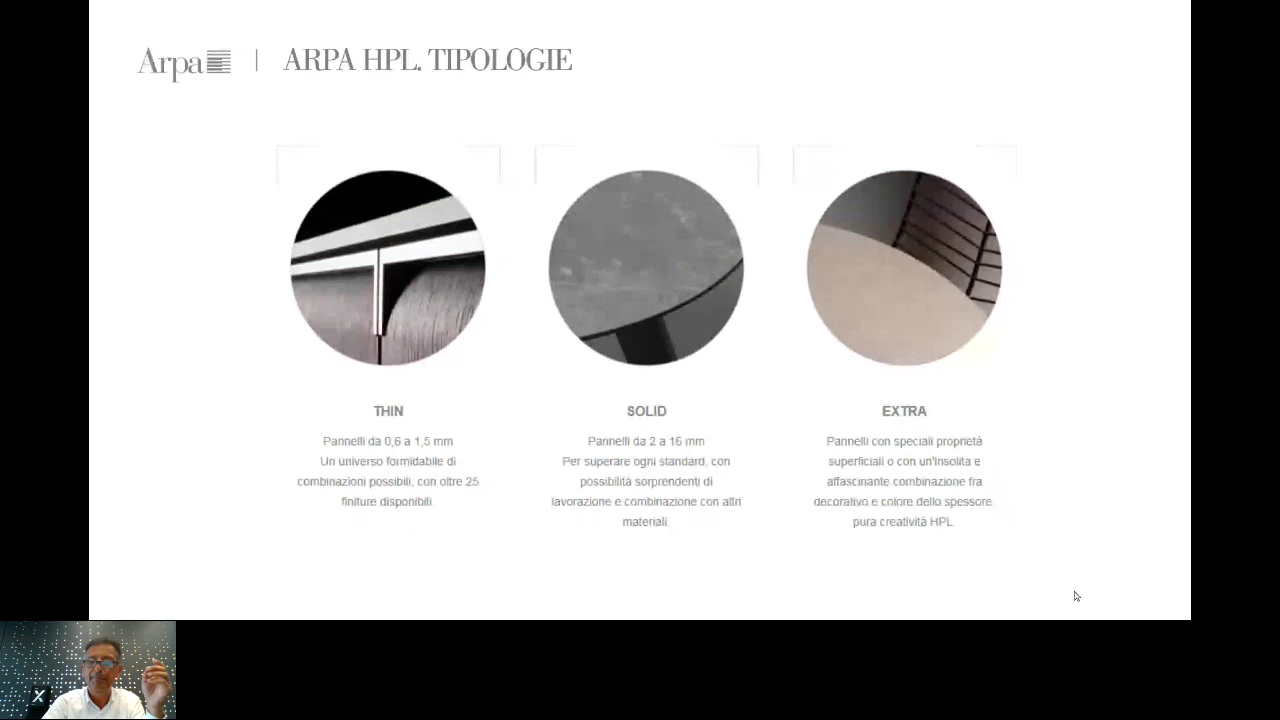 Arpa | ARPA HPL. TIPOLOGIE
THIN
Pannelli da 0,6 a 1,5 mm
Un universo formidabile di
combinazioni possibili, con oltre 25
finiture disponibili.
SOLID
Pannelli da 2 a 16 mm
Per superare ogni standard, con
possibilità sorprendenti di
lavorazione e combinazione con altri
materiali.
EXTRA
Pannelli con speciali proprietà
superficiali o con un'insolita e
affascinante combinazione fra
decorativo e colore dello spessore
pura creatività HPL.
X